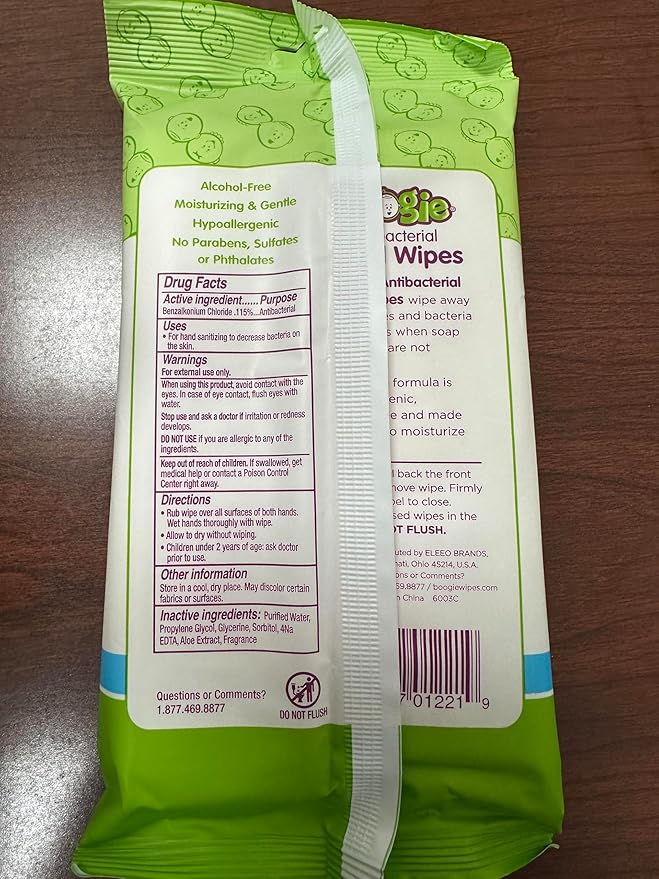 Alcohol-Free
Moisturizing & Gentle
Hypoallergenic
No Parabens, Sulfates
or Phthalates
Drug Facts
Active ingredient......Purpose
Benzalkonium Chloride .115%...Antibacterial
Uses
• For hand sanitizing to decrease bacteria on
the skin.
Warnings
For external use only.
When using this product, avoid contact with the
eyes. In case of eye contact, flush eyes with
water.
Stop use and ask a doctor if irritation or redness
develops.
DO NOT USE if you are allergic to any of the
ingredients.
Keep out of reach of children. If swallowed, get
medical help or contact a Poison Control
Center right away.
Directions
• Rub wipe over all surfaces of both hands.
Wet hands thoroughly with wipe.
• Allow to dry without wiping.
• Children under 2 years of age: ask doctor
prior to use.
Other information
Store in a cool, dry place. May discolor certain
fabrics or surfaces.
Inactive ingredients: Purified Water,
Propylene Glycol, Glycerine, Sorbitol, 4Na
EDTA, Aloe Extract, Fragrance
Questions or Comments?
1.877.469.8877
DO NOT FLUSH
ogie®
acterial
Wipes
Antibacterial
pes wipe away
es and bacteria
s when soap
are not
formula is
enic,
e and made
o moisturize
back the front
nove wipe. Firmly
bel to close.
sed wipes in the
OT FLUSH.
uted by ELEEO BRANDS,
nati, Ohio 45214, U.S.A.
ons or Comments?
69.8877 / boogiewipes.com
n China 6003C
7 01221 9